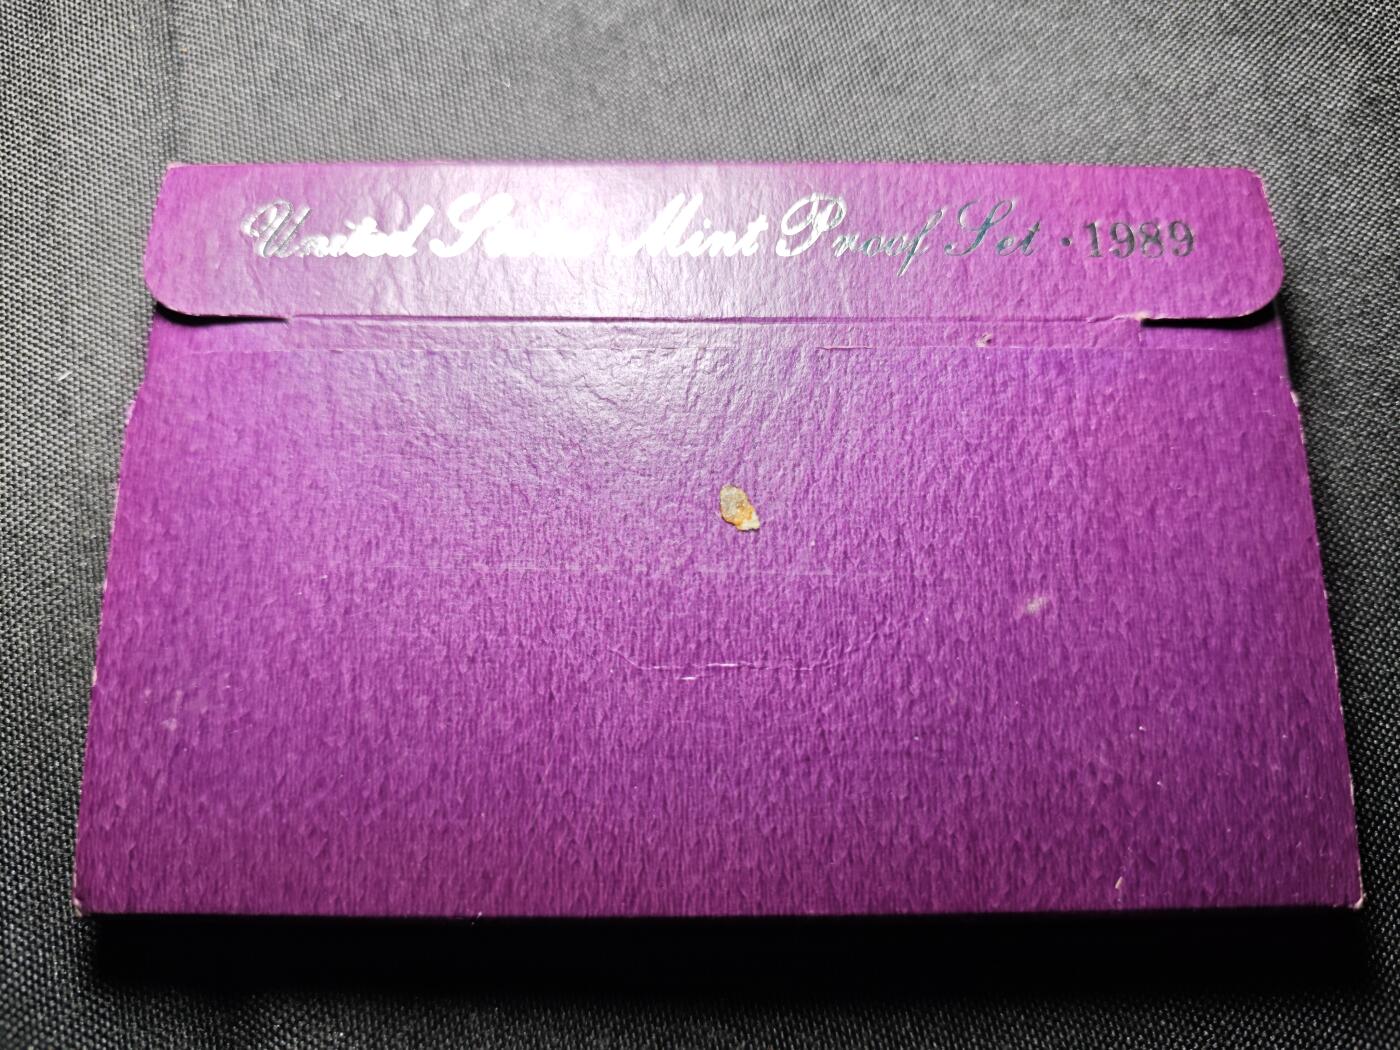 United States Mint Proof Set · 1989